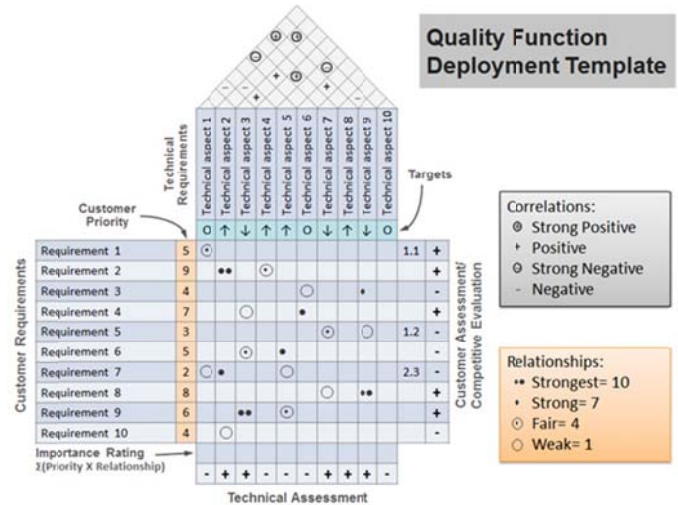 Quality Function
Deployment Template
Technical
Requirements
Technical aspect 1
Technical aspect 2
Technical aspect 3
Technical aspect 4
Technical aspect 5
Technical aspect 6
Technical aspect 7
Technical aspect 8
Technical aspect 9
Technical aspect 10
Targets
Customer
Priority
O ↑ ↓ ↑ ↑ O ↓ ↑ ↓ O
Customer Requirements
Requirement 1 5 1.1 +
Requirement 2 9 +
Requirement 3 4 -
Requirement 4 7 +
Requirement 5 3 1.2 -
Requirement 6 5 -
Requirement 7 2 2.3 -
Requirement 8 8 +
Requirement 9 6 +
Requirement 10 4 -
Customer Assessment/
Competitive Evaluation
Importance Rating
Σ(Priority X Relationship)
- + + - - - + + + -
Technical Assessment
Correlations:
Strong Positive
+ Positive
Strong Negative
- Negative
Relationships:
•• Strongest= 10
• Strong= 7
Fair= 4
Weak= 1